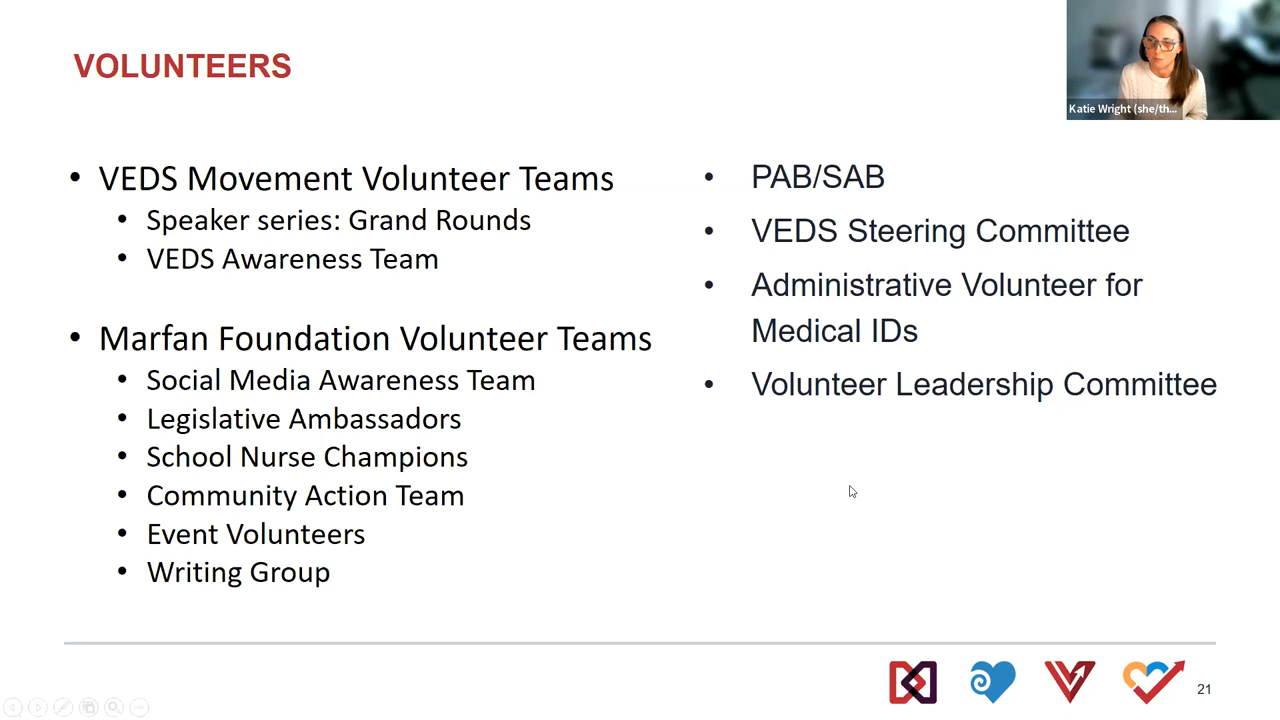 VOLUNTEERS
Katie Wright (she/th...
• VEDS Movement Volunteer Teams
• Speaker series: Grand Rounds
• VEDS Awareness Team
• Marfan Foundation Volunteer Teams
• Social Media Awareness Team
• Legislative Ambassadors
• School Nurse Champions
• Community Action Team
• Event Volunteers
• Writing Group
• PAB/SAB
• VEDS Steering Committee
• Administrative Volunteer for
Medical IDs
• Volunteer Leadership Committee
21